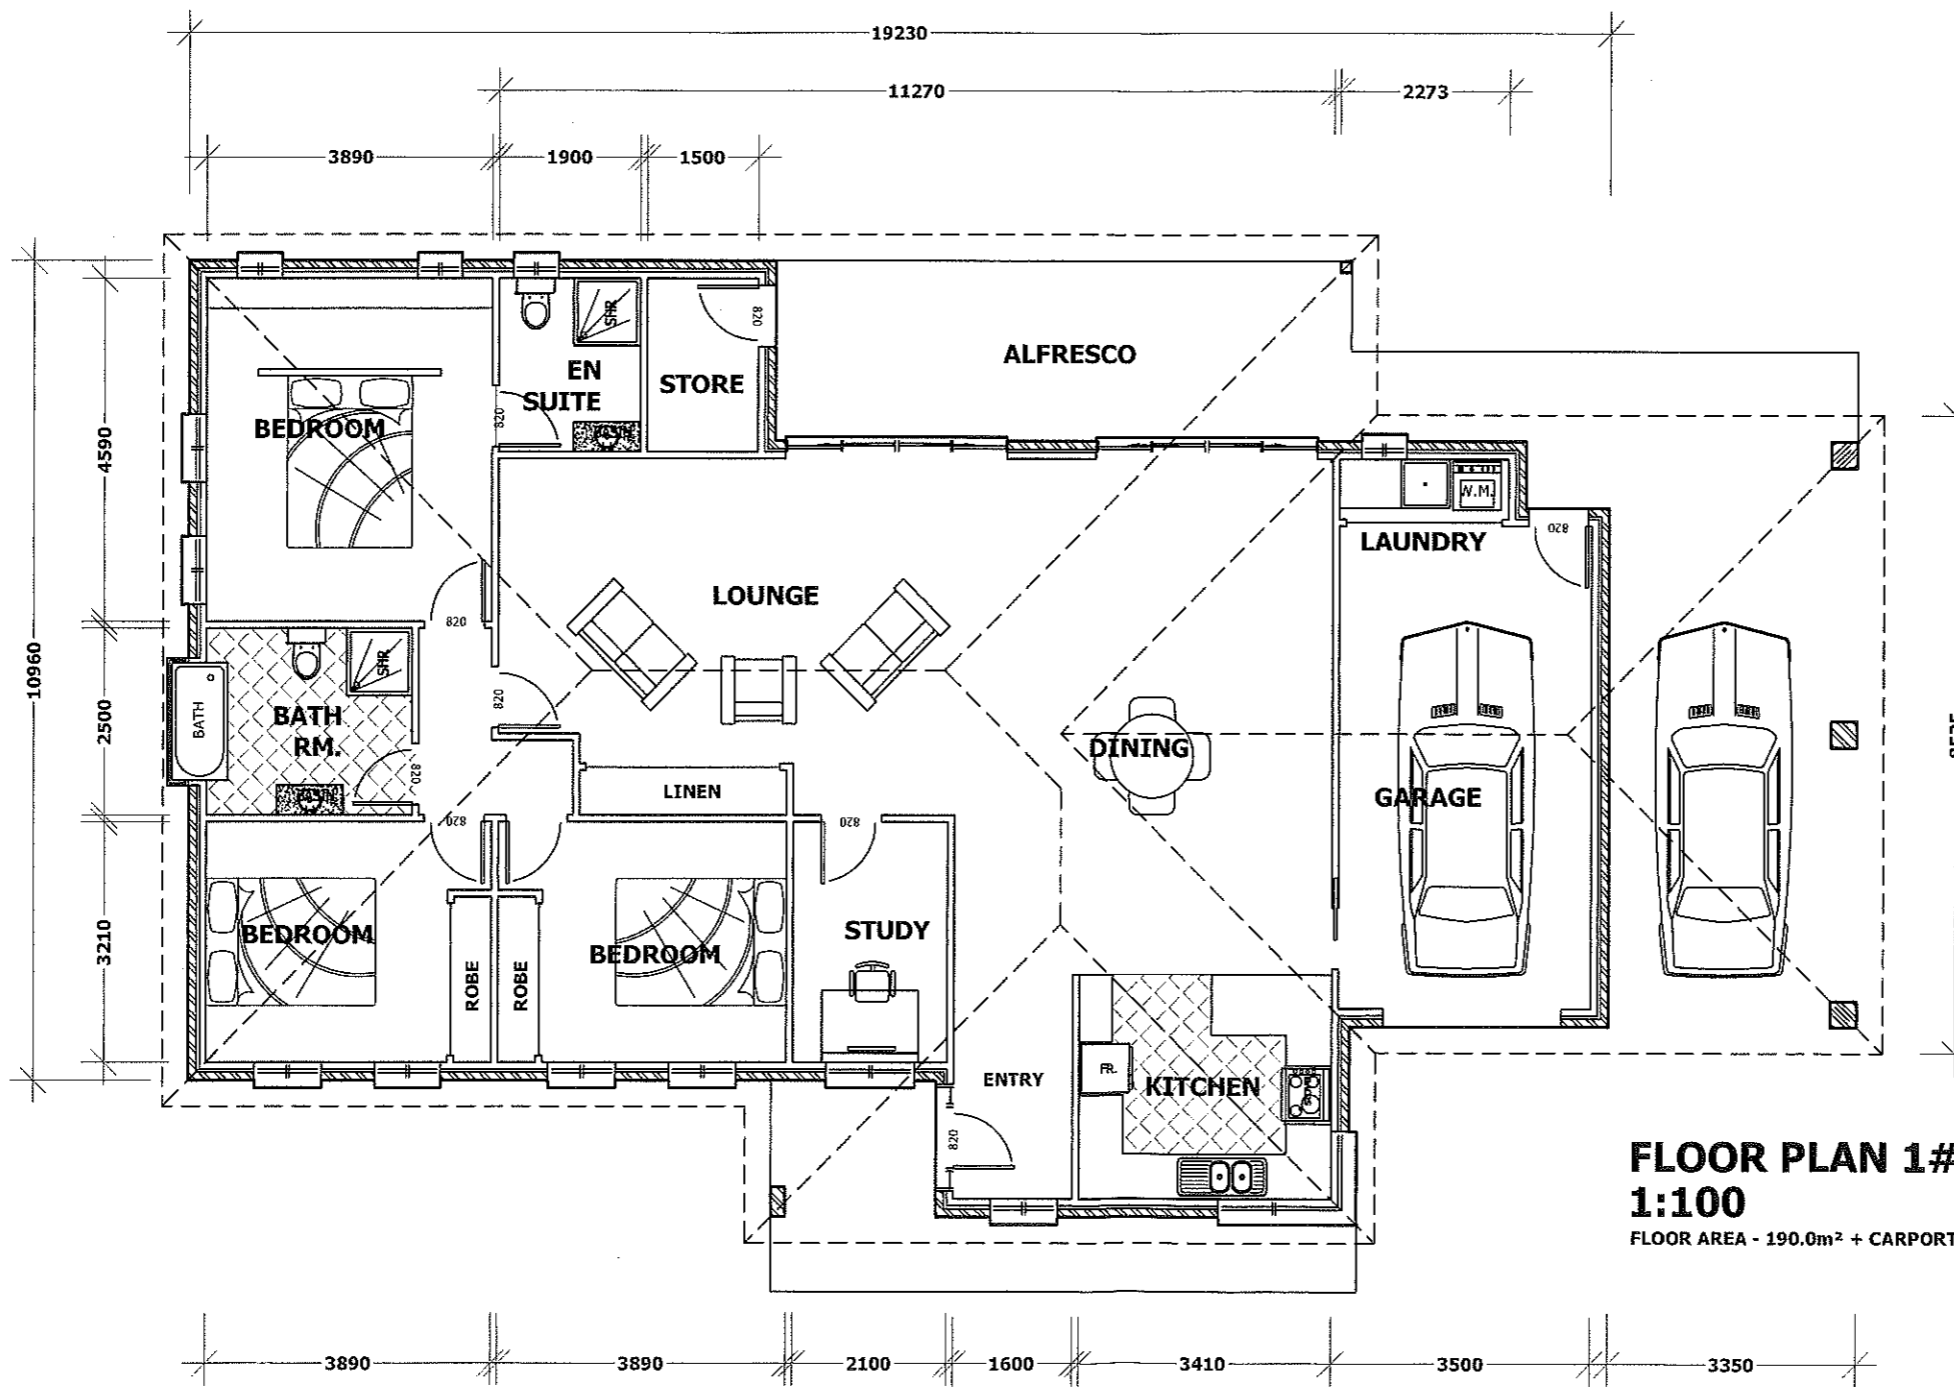 19230
11270
2273
3890
1900
1500
820
SHR
ALFRESCO
EN
SUITE
STORE
820
BEDROOM
4590
W.M.
820
LAUNDRY
LOUNGE
820
SHR
10960
2500
BATH
BATH
RM.
820
DINING
820
LINEN
GARAGE
820
820
3210
BEDROOM
ROBE
ROBE
BEDROOM
STUDY
ENTRY
FR.
KITCHEN
820
FLOOR PLAN 1#
1:100
FLOOR AREA - 190.0m² + CARPORT
3890
3890
2100
1600
3410
3500
3350